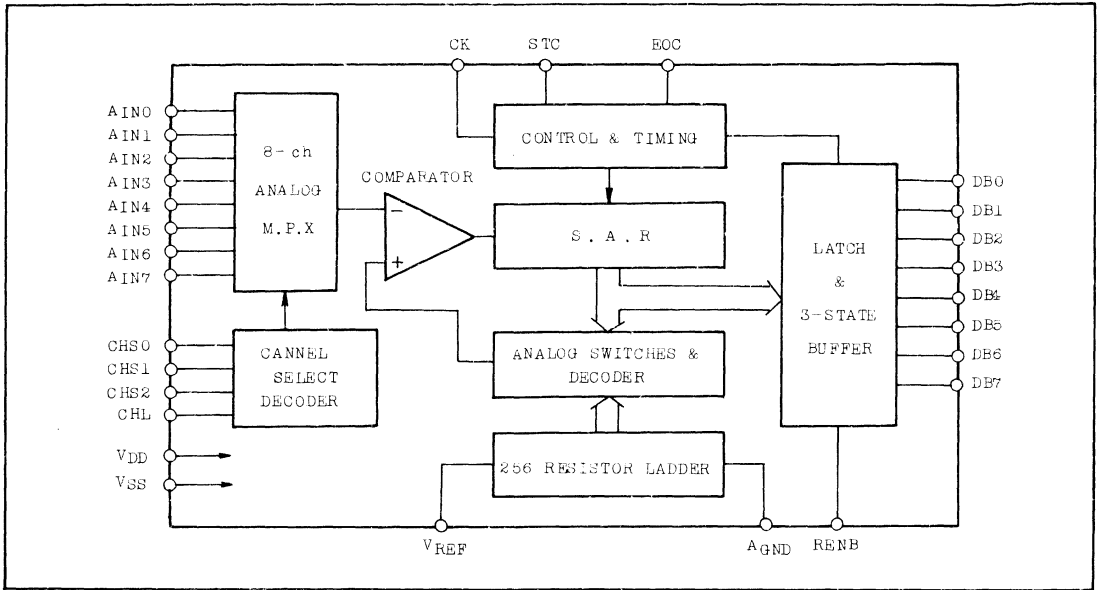 CK STC EOC
AIN0
AIN1
AIN2
AIN3
AIN4
AIN5
AIN6
AIN7
8-ch
ANALOG
M.P.X
COMPARATOR
−
+
CONTROL & TIMING
S.A.R
ANALOG SWITCHES &
DECODER
256 RESISTOR LADDER
LATCH
&
3-STATE
BUFFER
DB0
DB1
DB2
DB3
DB4
DB5
DB6
DB7
CHS0
CHS1
CHS2
CHL
CANNEL
SELECT
DECODER
VDD
VSS
VREF AGND RENB